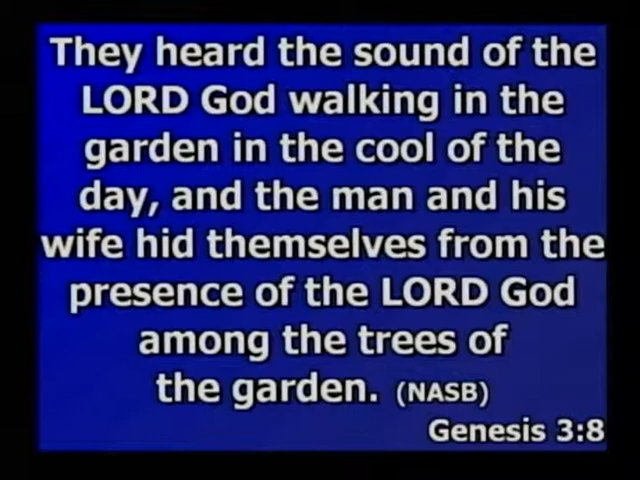 They heard the sound of the
LORD God walking in the
garden in the cool of the
day, and the man and his
wife hid themselves from the
presence of the LORD God
among the trees of
the garden. (NASB)
Genesis 3:8